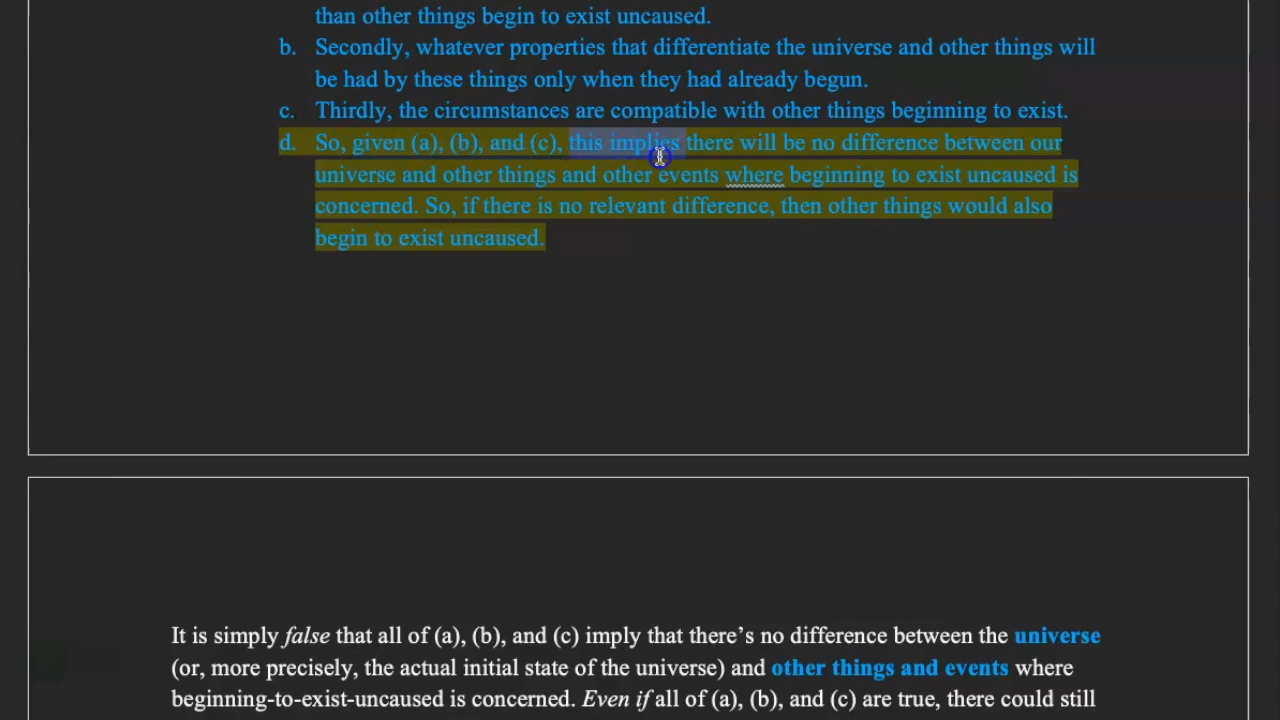 than other things begin to exist uncaused.
b. Secondly, whatever properties that differentiate the universe and other things will
be had by these things only when they had already begun.
c. Thirdly, the circumstances are compatible with other things beginning to exist.
d. So, given (a), (b), and (c), this implies there will be no difference between our
universe and other things and other events where beginning to exist uncaused is
concerned. So, if there is no relevant difference, then other things would also
begin to exist uncaused.
It is simply false that all of (a), (b), and (c) imply that there’s no difference between the universe
(or, more precisely, the actual initial state of the universe) and other things and events where
beginning-to-exist-uncaused is concerned. Even if all of (a), (b), and (c) are true, there could still